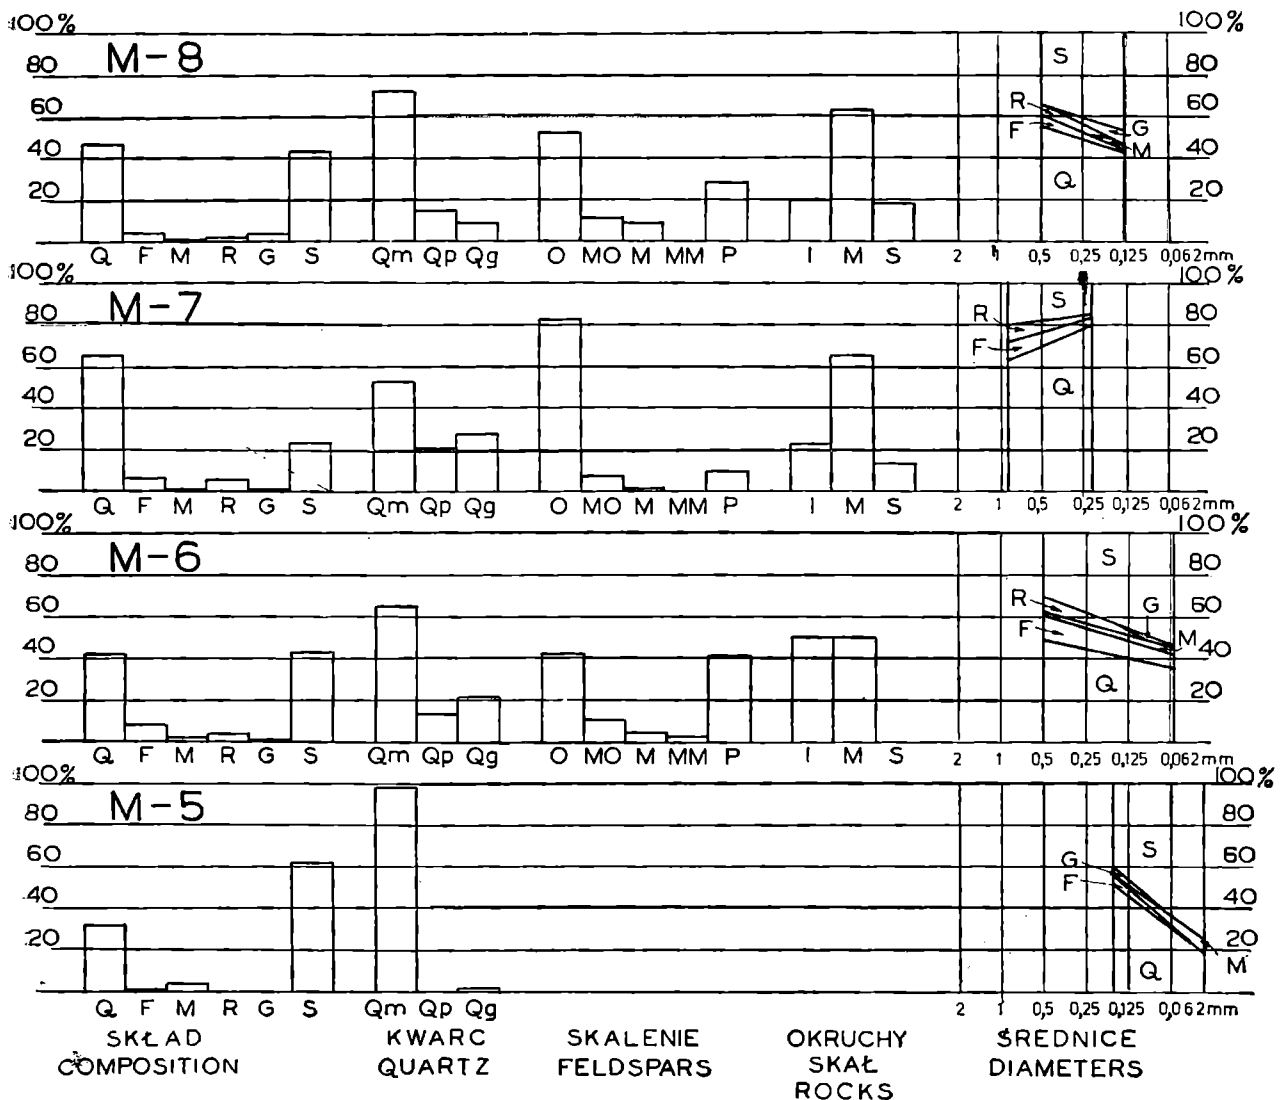 100% 100%
M-8 S
80 80
60 R G 60
F M
40 40
Q
20 20
Q F M R G S Qm Qp Qg O MO M MM P I M S 2 1 0,5 0,25 0,125 0,062mm
100% 100%
M-7 S
80 R 80
F
60 60
Q
40 40
20 20
Q F M R G S Qm Qp Qg O MO M MM P I M S 2 1 0,5 0,25 0,125 0,062mm
100% 100%
M-6 S
80 80
60 R G 60
F M
40 40
Q
20 20
Q F M R G S Qm Qp Qg O MO M MM P I M S 2 1 0,5 0,25 0,125 0,062mm
100% 100%
M-5
80 80
S
60 G 60
F
40 40
20 20
Q M
Q F M R G S Qm Qp Qg 2 1 0,5 0,25 0,125 0,062mm
SKŁAD KWARC SKALENIE OKRUCHY ŚREDNICE
COMPOSITION QUARTZ FELDSPARS SKAŁ DIAMETERS
ROCKS